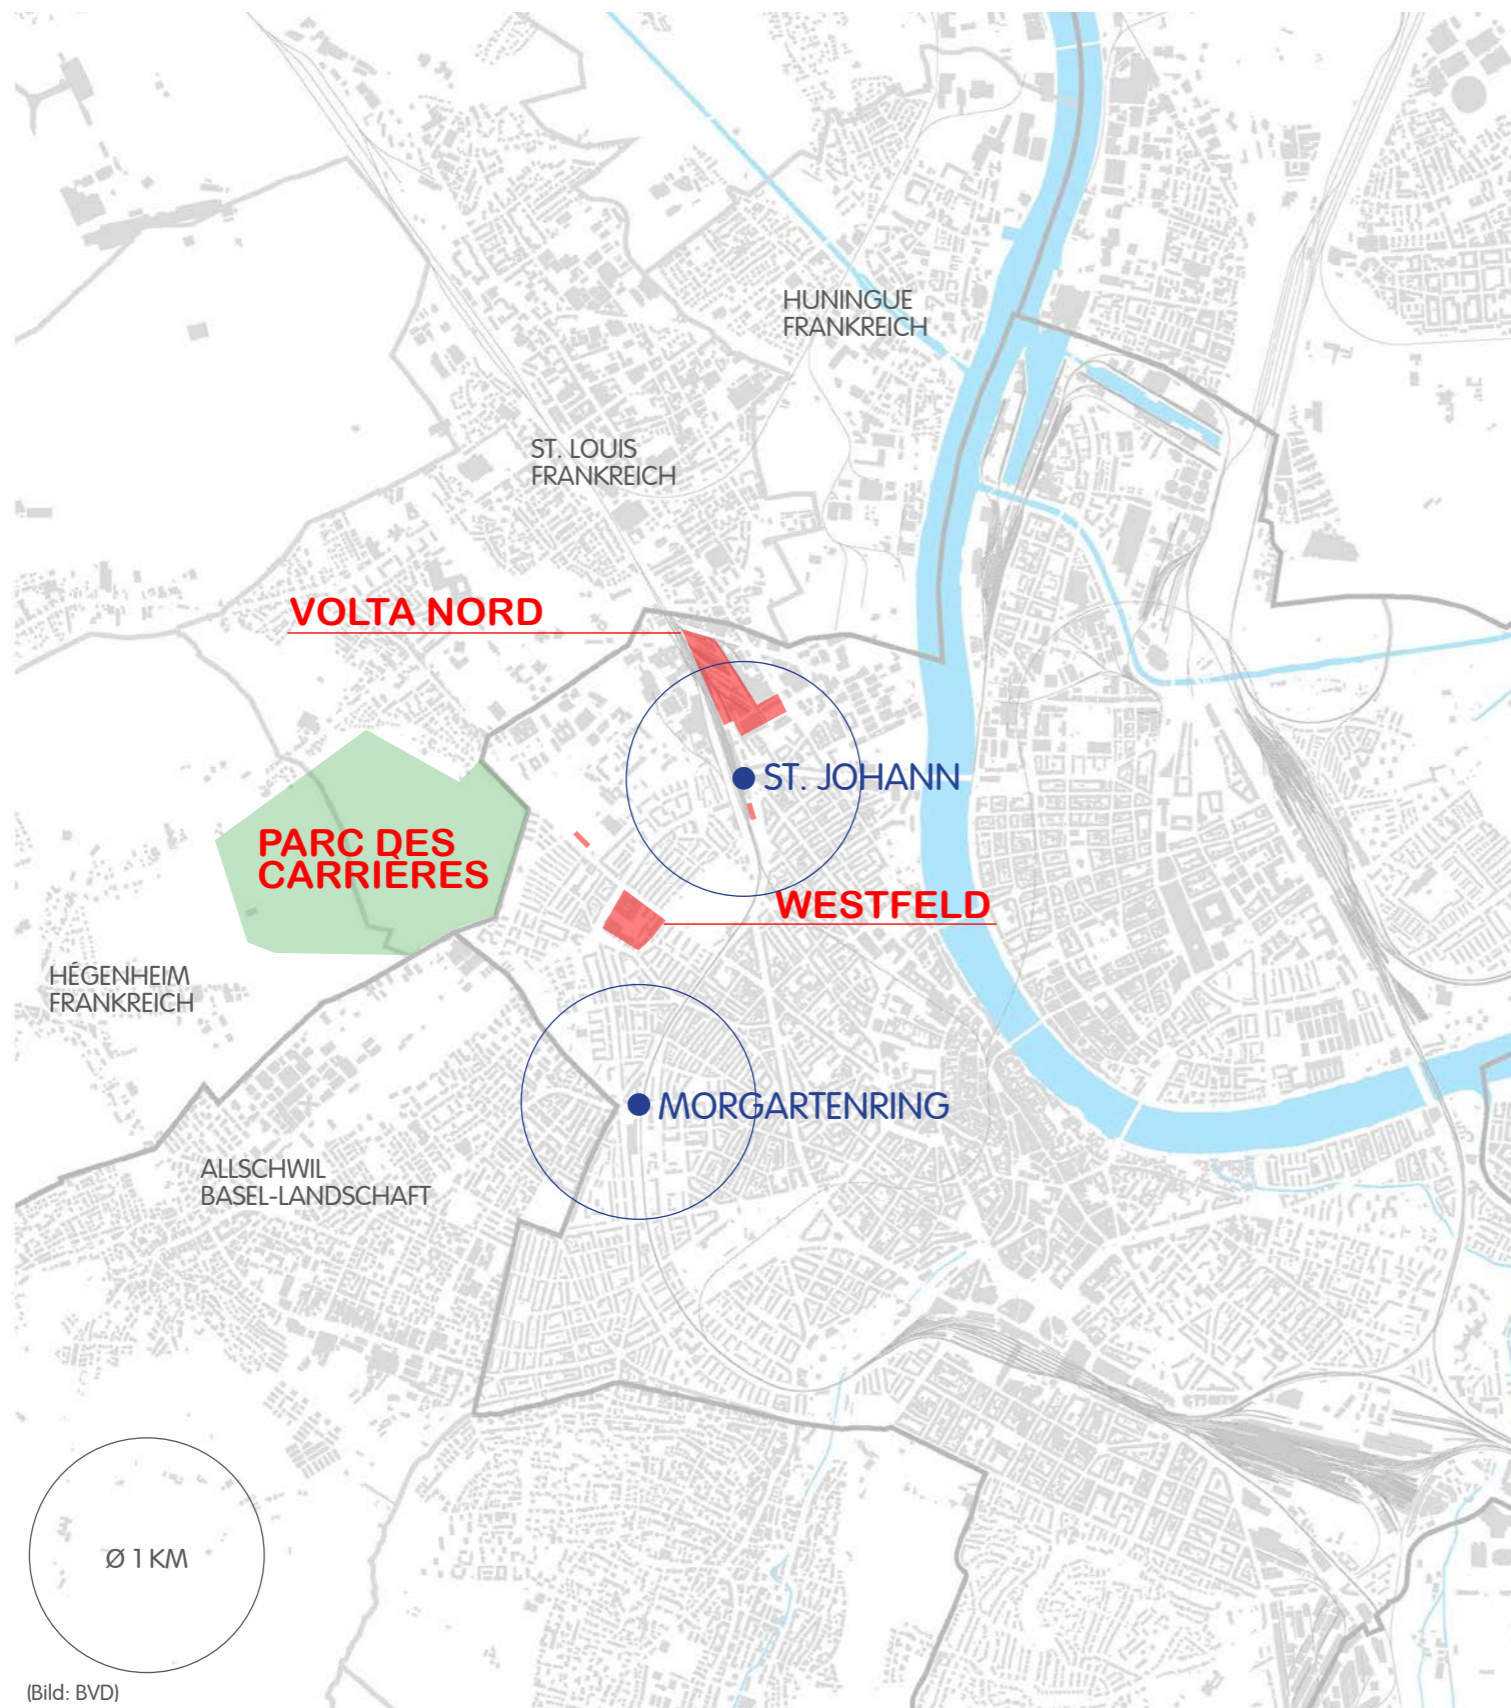 HUNINGUE
FRANKREICH
ST. LOUIS
FRANKREICH
VOLTA NORD
ST. JOHANN
PARC DES
CARRIÈRES
WESTFELD
HÉGENHEIM
FRANKREICH
MORGARTENRING
ALLSCHWIL
BASEL-LANDSCHAFT
Ø 1 KM
(Bild: BVD)